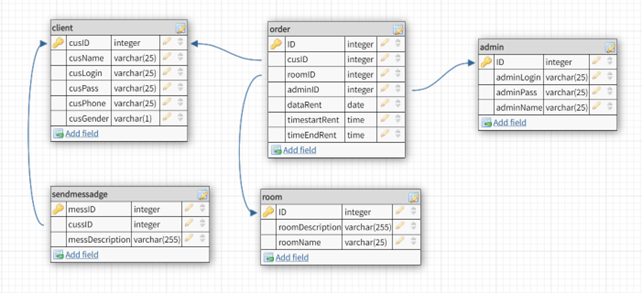 client
cusID integer
cusName varchar(25)
cusLogin varchar(25)
cusPass varchar(25)
cusPhone varchar(25)
cusGender varchar(1)
Add field
order
ID integer
cusID integer
roomID integer
adminID integer
dataRent date
timestartRent time
timeEndRent time
Add field
admin
ID integer
adminLogin varchar(25)
adminPass varchar(25)
adminName varchar(25)
Add field
sendmessadge
messID integer
cussID integer
messDescription varchar(255)
Add field
room
ID integer
roomDescription varchar(255)
roomName varchar(25)
Add field